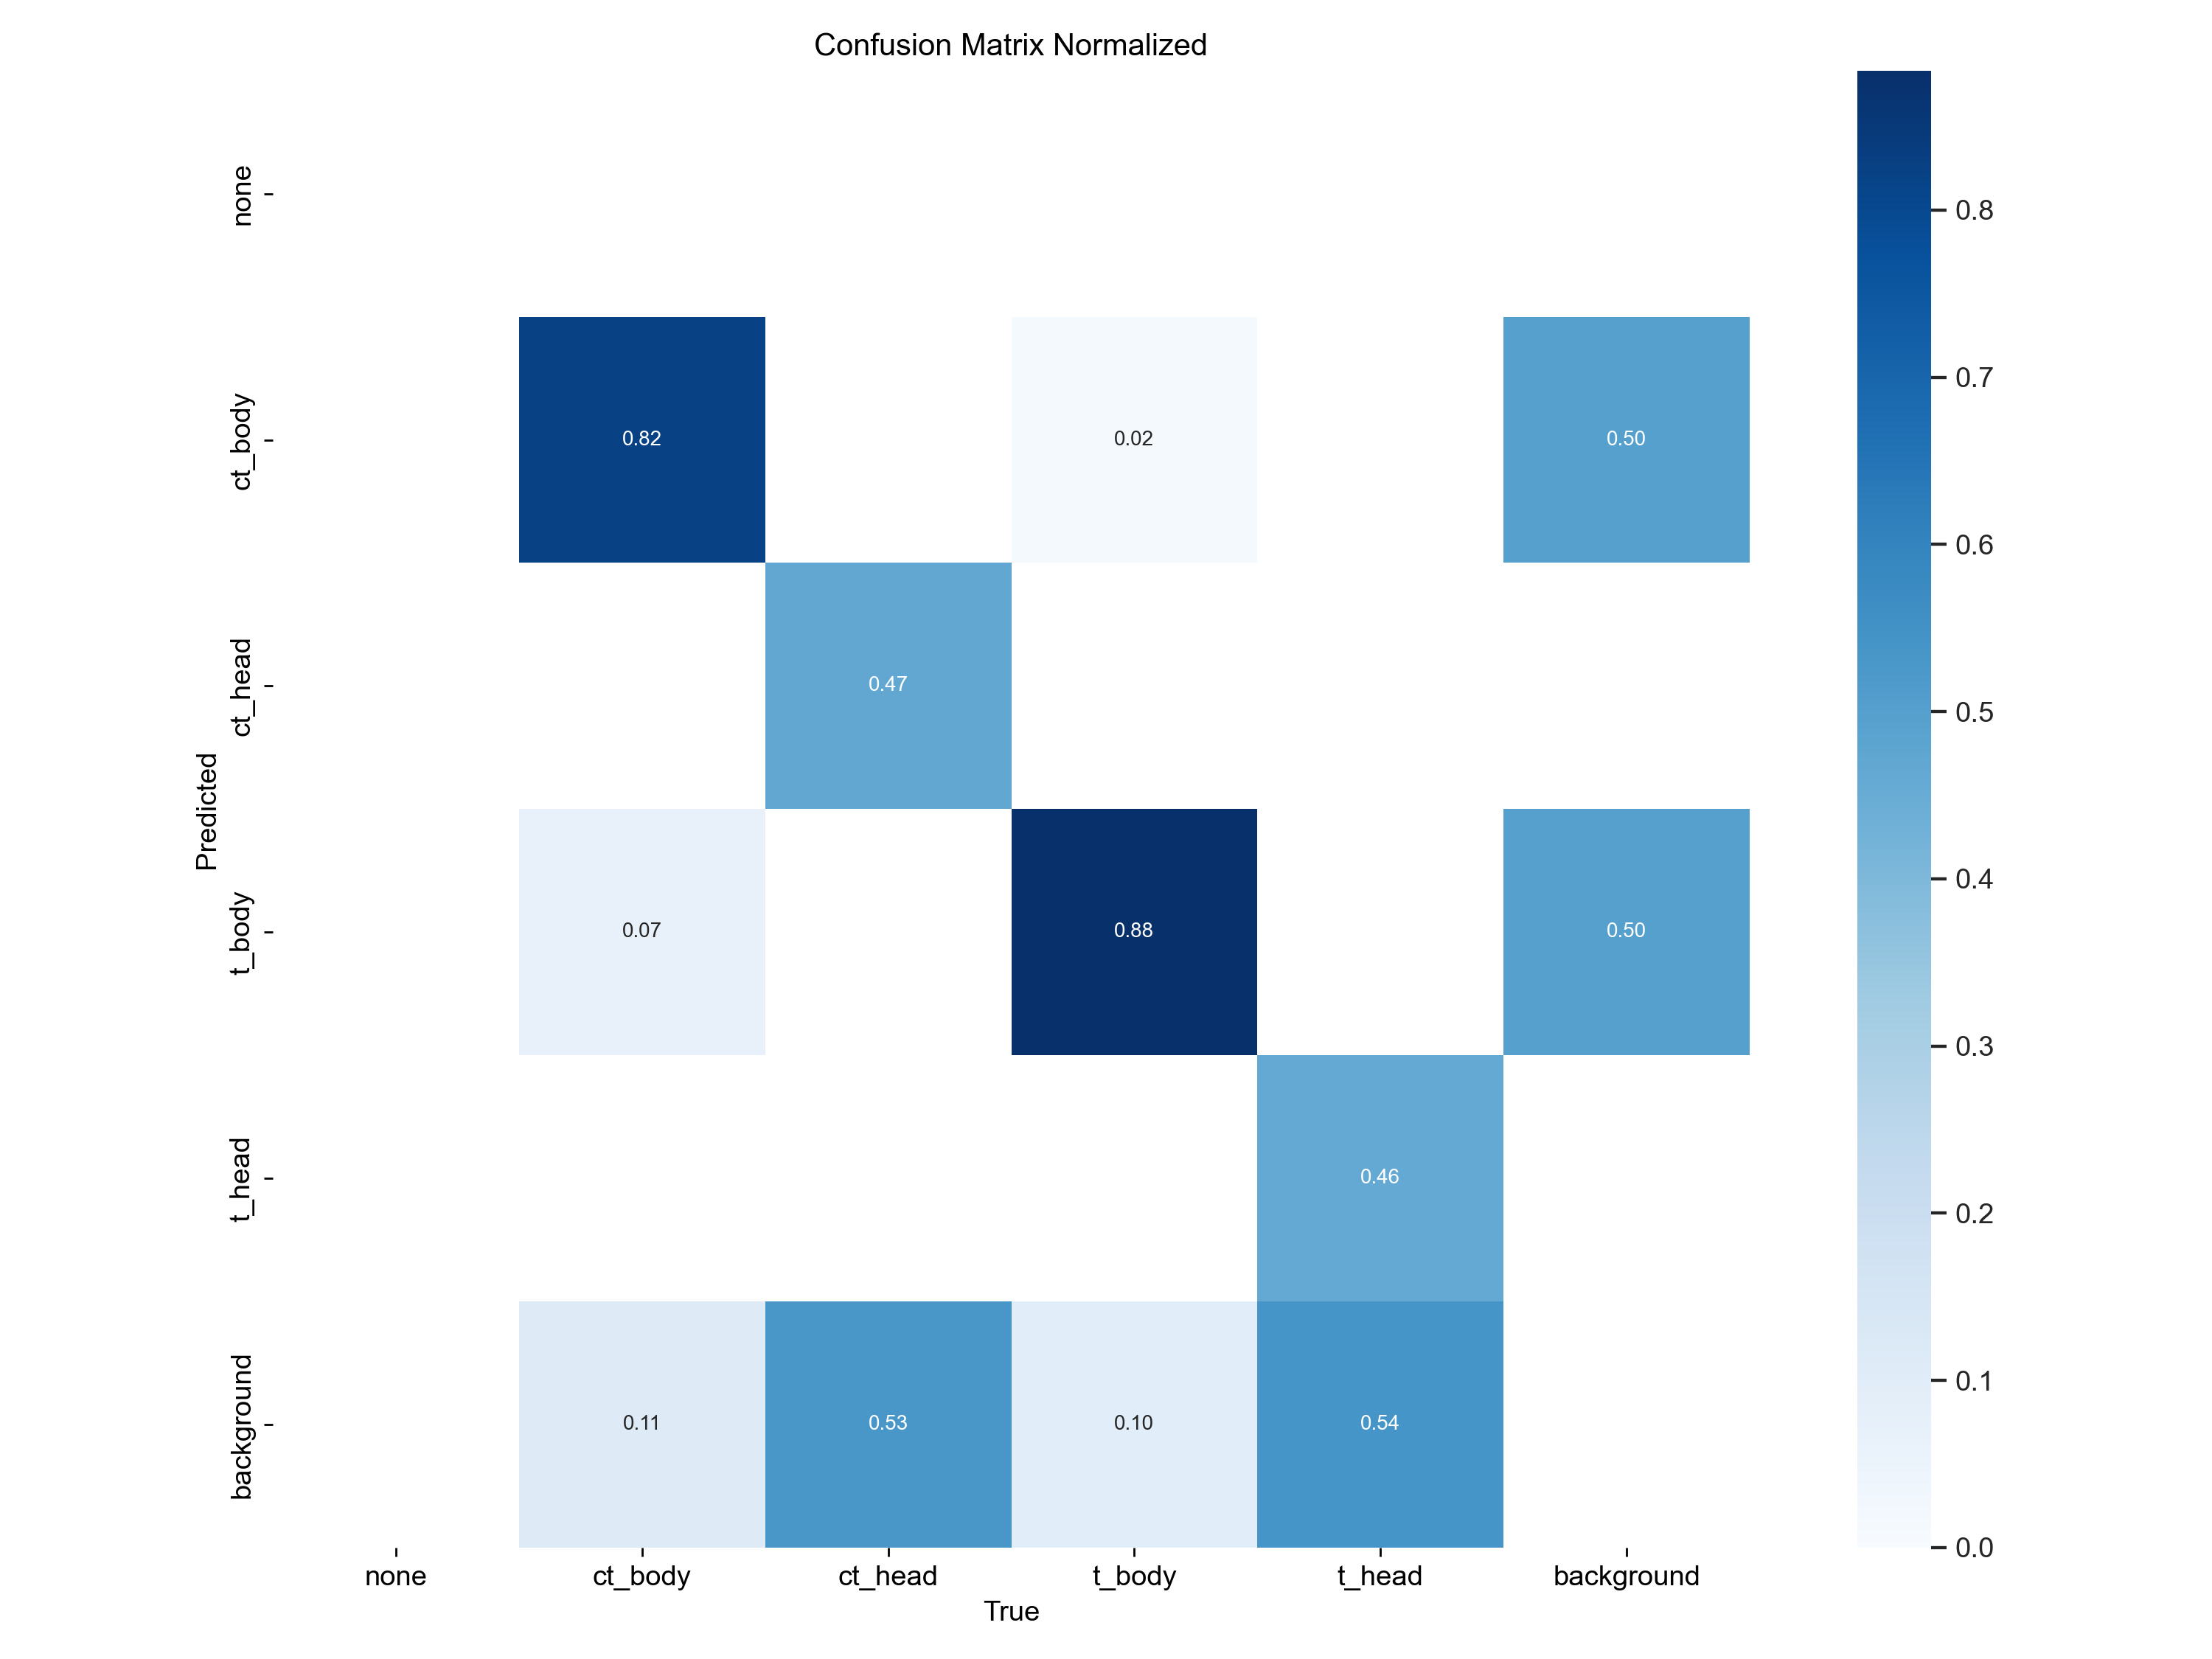 Confusion Matrix Normalized
none
ct_body
ct_head
t_body
t_head
background
Predicted
0.82
0.02
0.50
0.47
0.07
0.88
0.50
0.46
0.11
0.53
0.10
0.54
none
ct_body
ct_head
t_body
t_head
background
True
0.8
0.7
0.6
0.5
0.4
0.3
0.2
0.1
0.0